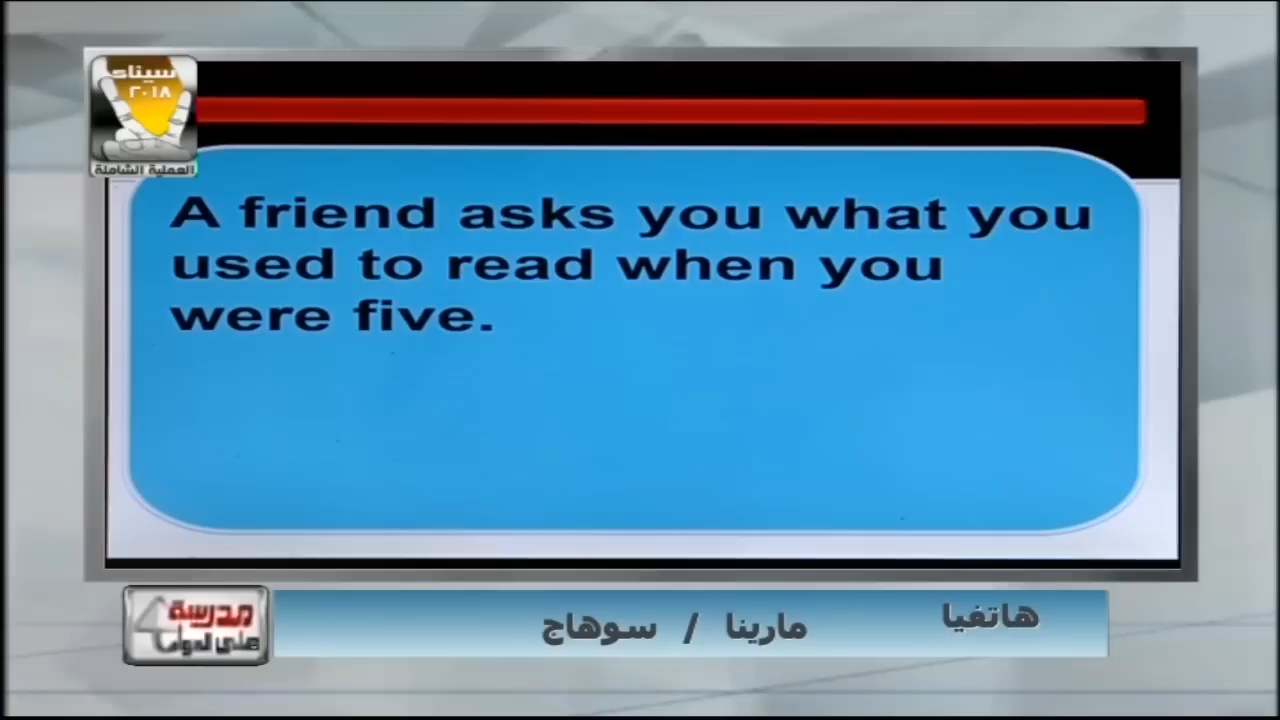 سيناء
٢٠١٨
العملية الشاملة
A friend asks you what you
used to read when you
were five.
هاتفيا
مارينا / سوهاج
مدرسة
على الهواء